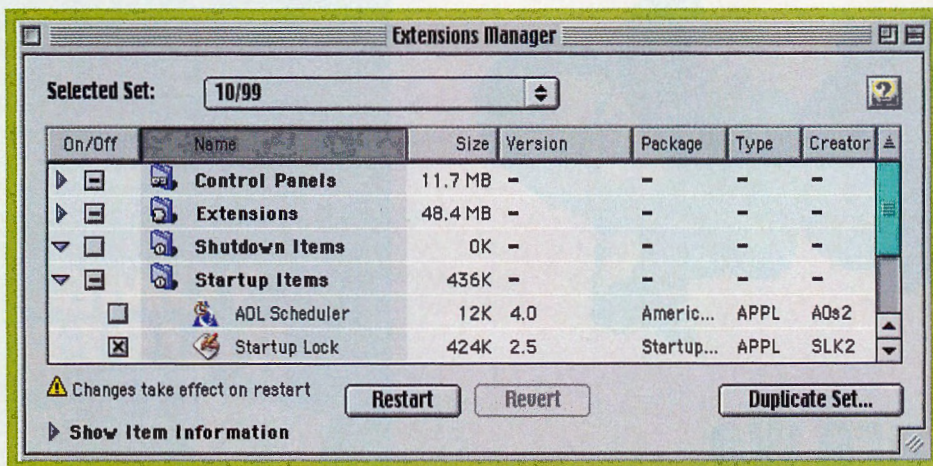 Extensions Manager
Selected Set: 10/99
On/Off Name Size Version Package Type Creator
Control Panels 11.7 MB - - - -
Extensions 48.4 MB - - - -
Shutdown Items 0K - - - -
Startup Items 436K - - - -
AOL Scheduler 12K 4.0 Americ... APPL AOs2
Startup Lock 424K 2.5 Startup... APPL SLK2
Changes take effect on restart Restart Revert Duplicate Set...
Show Item Information